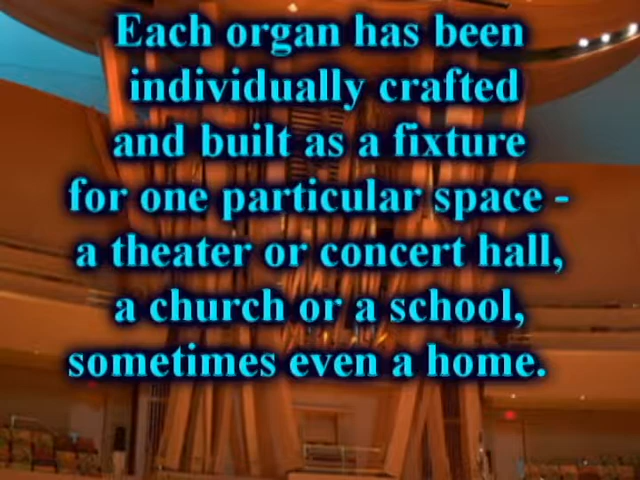 Each organ has been
individually crafted
and built as a fixture
for one particular space -
a theater or concert hall,
a church or a school,
sometimes even a home.